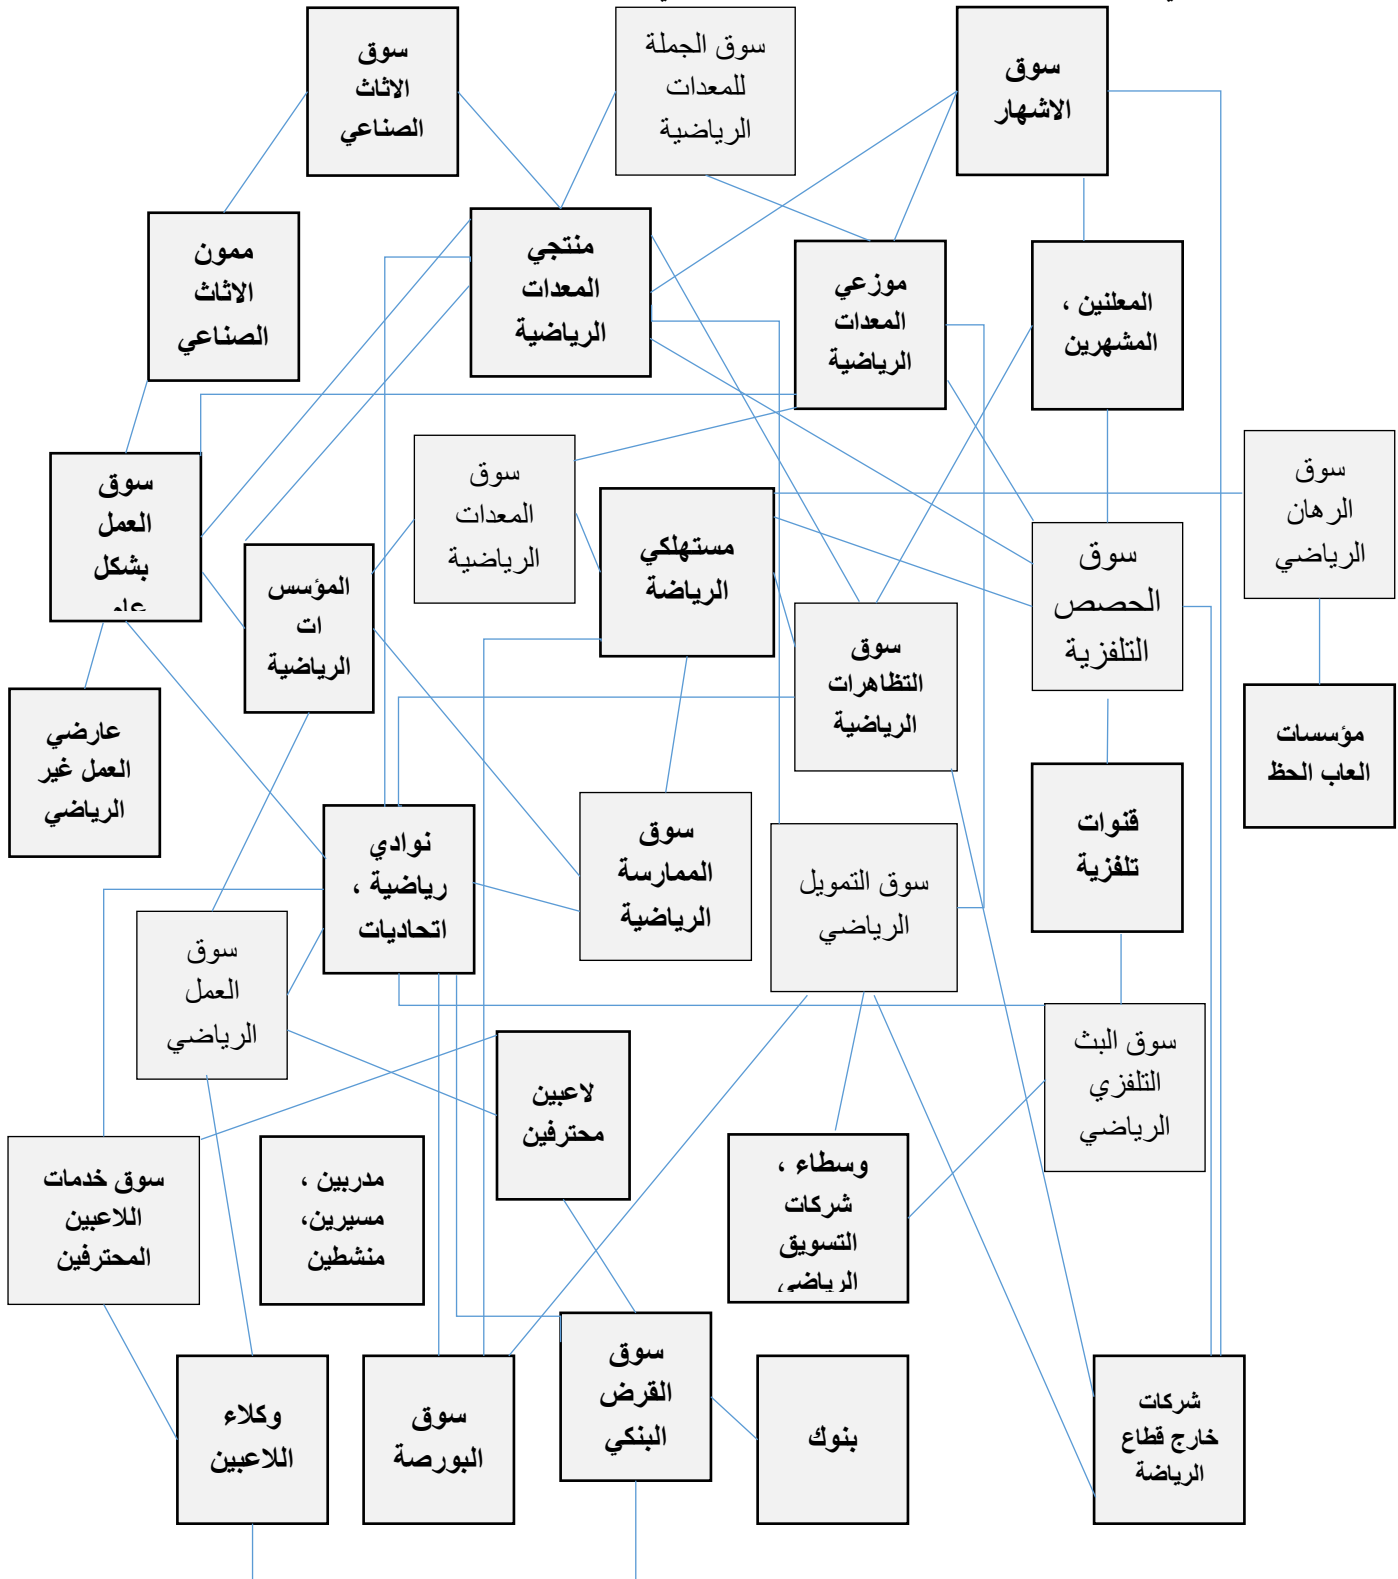 سوق
الاثاث
الصناعي
سوق الجملة
للمعدات
الرياضية
سوق
الاشهار
ممون
الاثاث
الصناعي
منتجي
المعدات
الرياضية
موزعي
المعدات
الرياضية
المعلنين ،
المشهرين
سوق
العمل
بشكل
عام
سوق
المعدات
الرياضية
مستهلكي
الرياضة
سوق
الحصص
التلفزية
سوق
الرهان
الرياضي
المؤسس
ات
الرياضية
سوق
التظاهرات
الرياضية
عارضي
العمل غير
الرياضي
مؤسسات
العاب الحظ
نوادي
رياضية ،
اتحاديات
سوق
الممارسة
الرياضية
سوق التمويل
الرياضي
قنوات
تلفزية
سوق
العمل
الرياضي
سوق البث
التلفزي
الرياضي
لاعبين
محترفين
سوق خدمات
اللاعبين
المحترفين
مدربين ،
مسيرين،
منشطين
وسطاء ،
شركات
التسويق
الرياضي
وكلاء
اللاعبين
سوق
البورصة
سوق
القرض
البنكي
بنوك
شركات
خارج قطاع
الرياضة